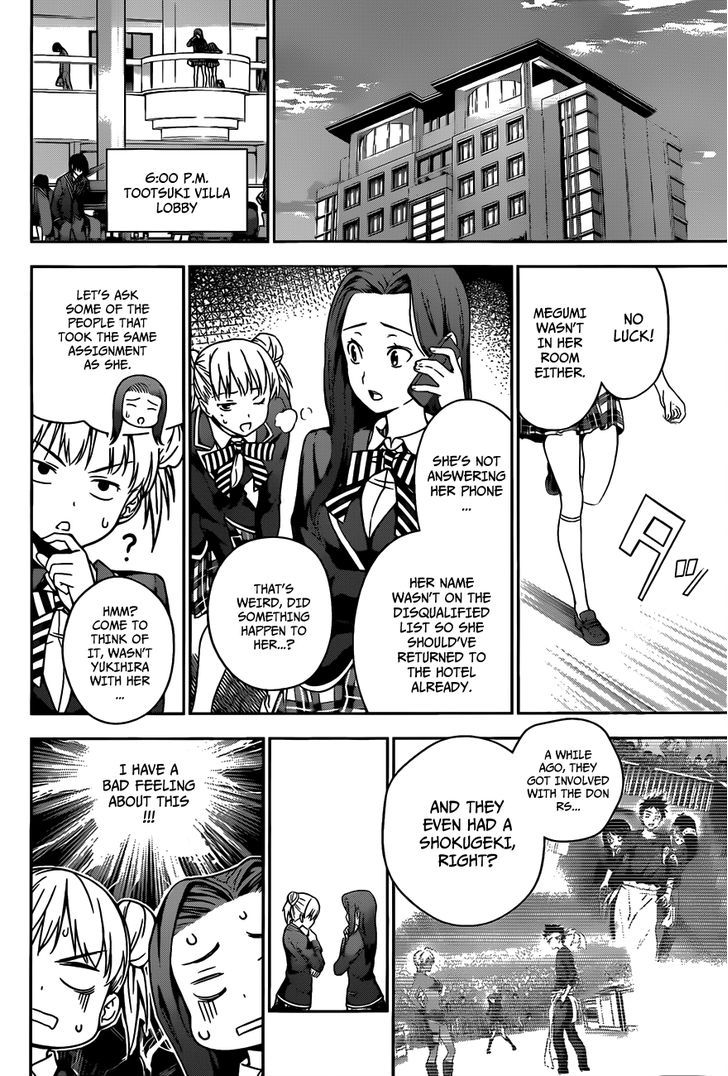 6:00 P.M.
TOOTSUKI VILLA
LOBBY
NO
LUCK!
MEGUMI
WASN'T
IN HER
ROOM
EITHER.
ダッ
SHE'S NOT
ANSWERING
HER PHONE
...
HER NAME
WASN'T ON THE
DISQUALIFIED
LIST SO SHE
SHOULD'VE
RETURNED
TO THE
HOTEL
ALREADY.
THAT'S
WEIRD, DID
SOMETHING
HAPPEN TO
HER...?
LET'S ASK
SOME OF THE
PEOPLE THAT
TOOK THE SAME
ASSIGNMENT
AS SHE.
?
HMM?
COME TO
THINK OF
IT, WASN'T
YUKIHIRA
WITH HER
...
A WHILE
AGO, THEY
GOT INVOLVED
WITH THE DON
RS...
AND THEY
EVEN HAD A
SHOKUGEKI,
RIGHT?
I HAVE A
BAD FEELING
ABOUT THIS
!!!